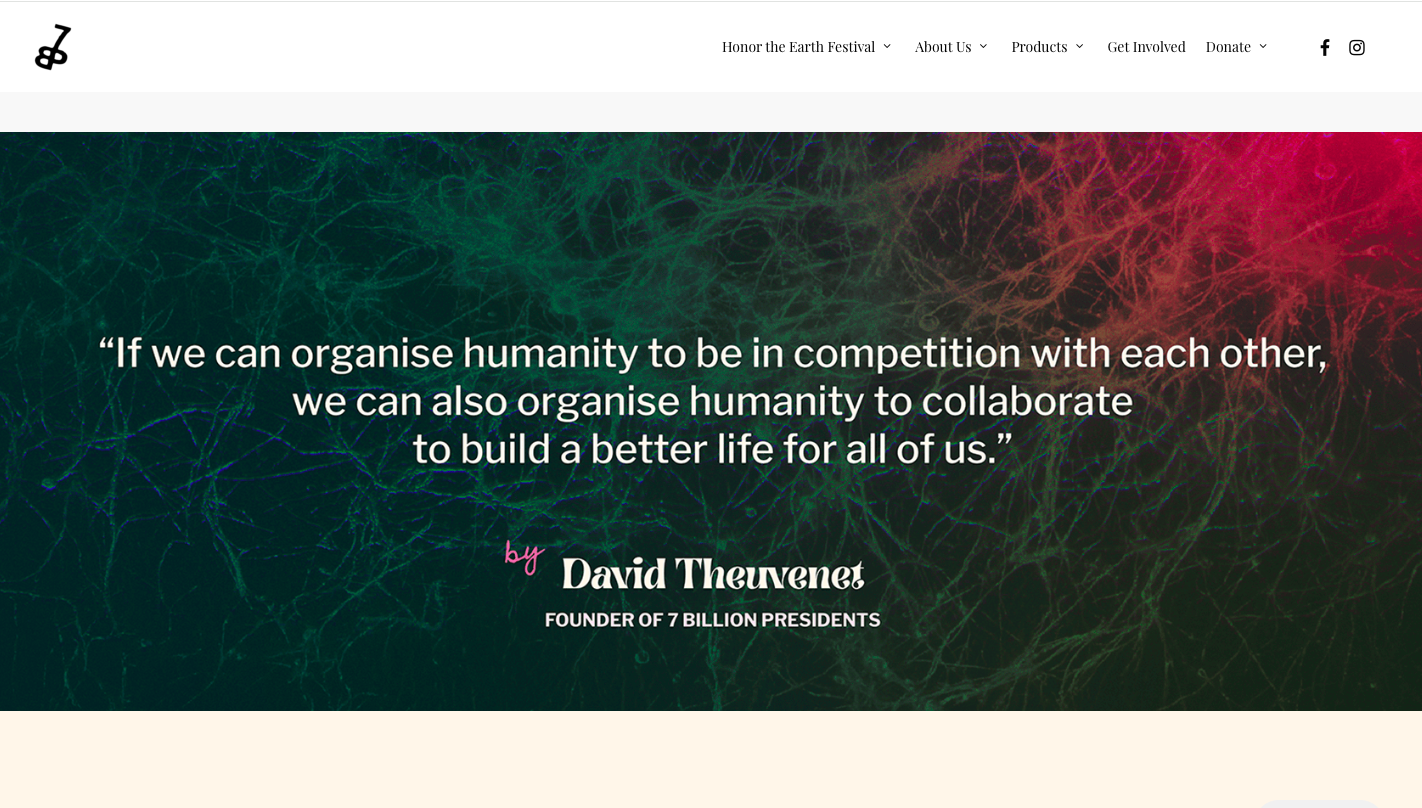 Honor the Earth Festival About Us Products Get Involved Donate
“If we can organise humanity to be in competition with each other,
we can also organise humanity to collaborate
to build a better life for all of us.”
by David Theuvenet
FOUNDER OF 7 BILLION PRESIDENTS